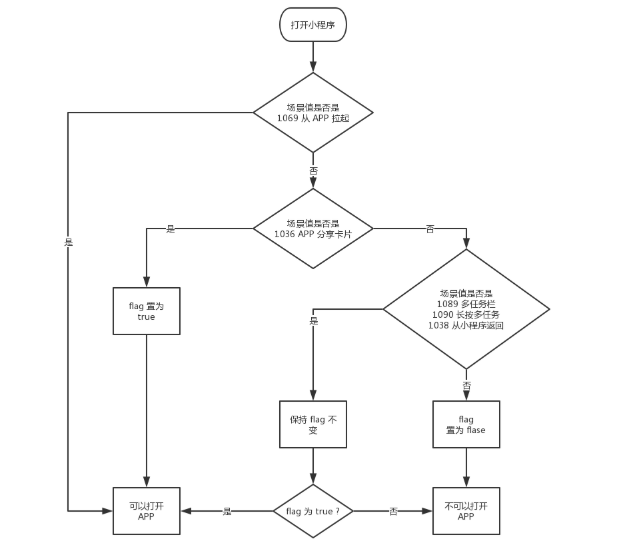 打开小程序
场景值是否是
1069 从 APP 拉起
否
场景值是否是
1036 APP 分享卡片
是
否
是
flag 置为
true
场景值是否是
1089 多任务栏
1090 长按多任务
1038 从小程序返回
是
否
保持 flag 不
变
flag
置为 flase
可以打开
APP
是
flag 为 true ?
否
不可以打开
APP